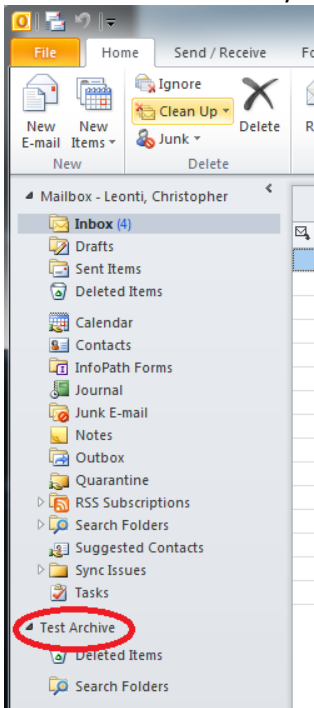 File Home Send / Receive Fo
New E-mail
New Items
Ignore
Clean Up
Junk
Delete
R
New Delete
Mailbox - Leonti, Christopher
Inbox (4)
Drafts
Sent Items
Deleted Items
Calendar
Contacts
InfoPath Forms
Journal
Junk E-mail
Notes
Outbox
Quarantine
RSS Subscriptions
Search Folders
Suggested Contacts
Sync Issues
Tasks
Test Archive
Deleted Items
Search Folders